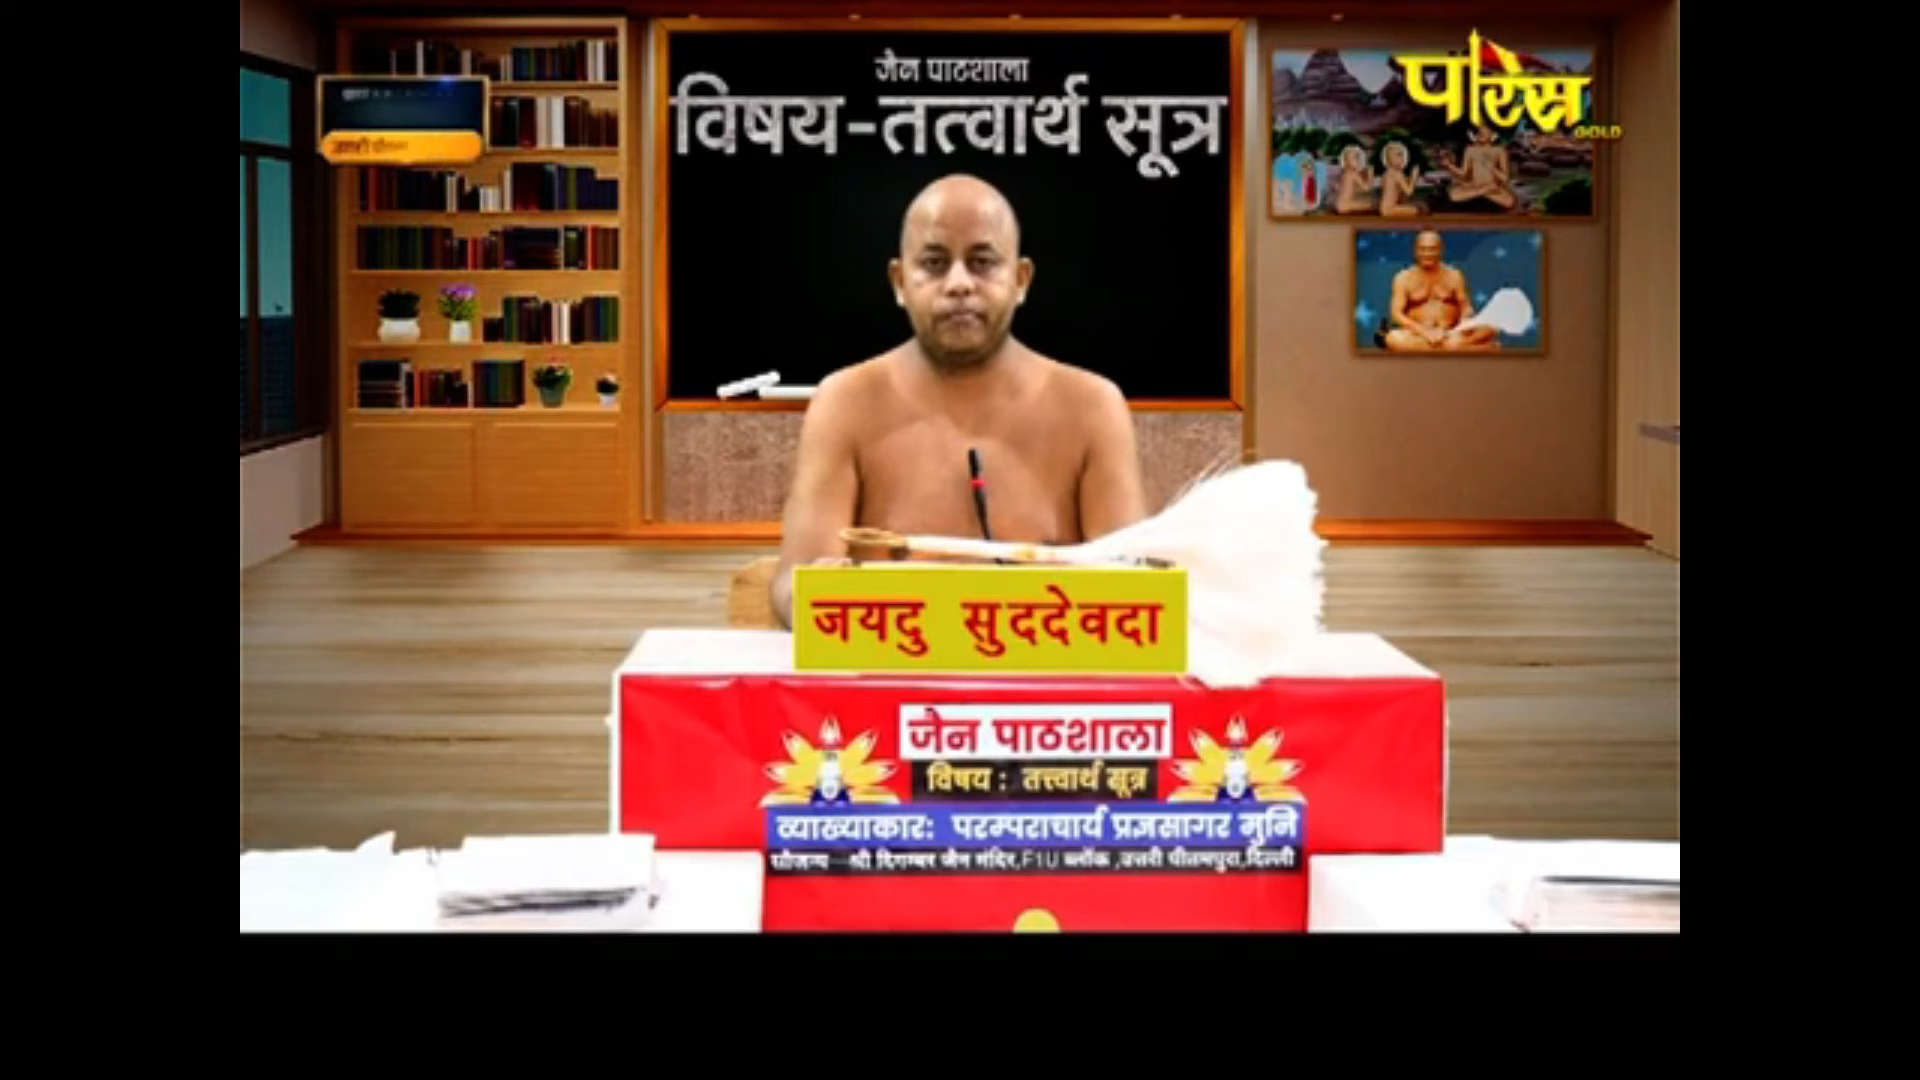 जैन पाठशाला
विषय-तत्वार्थ सूत्र
पारस
GOLD
जयदु सुददेवदा
जैन पाठशाला
विषय : तत्त्वार्थ सूत्र
व्याख्याकार: परम्पराचार्य प्रज्ञसागर मुनि
सौजन्य श्री दिगम्बर जैन मंदिर,F1U ब्लॉक ,उत्तरी पीतमपुरा,दिल्ली